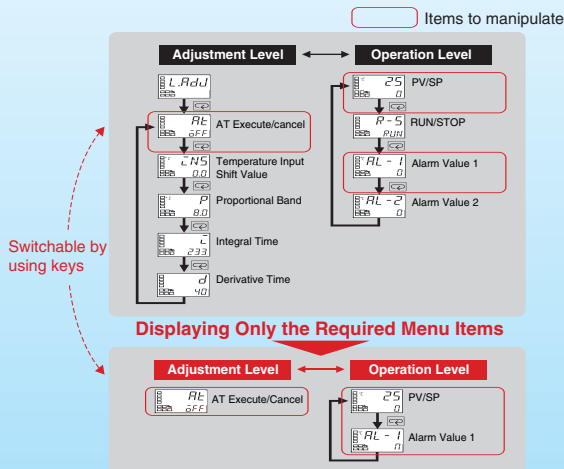 Items to manipulate
Adjustment Level
Operation Level
L.AdJ
At
oFF
AT Execute/cancel
iNS
0.0
Temperature Input
Shift Value
P
8.0
Proportional Band
i
233
Integral Time
d
40
Derivative Time
25
0
PV/SP
R-S
RUN
RUN/STOP
AL-1
0
Alarm Value 1
AL-2
0
Alarm Value 2
Switchable by
using keys
Displaying Only the Required Menu Items
Adjustment Level
Operation Level
At
oFF
AT Execute/Cancel
25
0
PV/SP
AL-1
0
Alarm Value 1